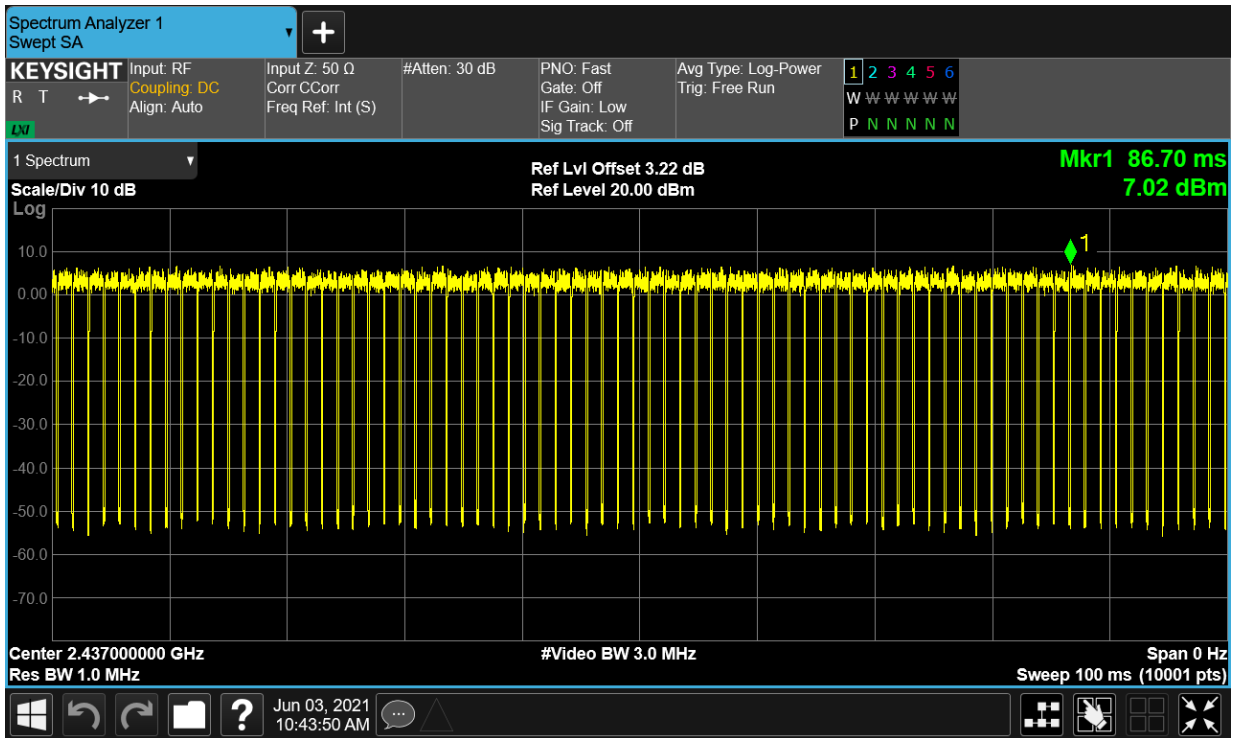 Spectrum Analyzer 1
Swept SA
KEYSIGHT
R T
LXI
Input: RF
Coupling: DC
Align: Auto
Input Z: 50 Ω
Corr CCorr
Freq Ref: Int (S)
#Atten: 30 dB
PNO: Fast
Gate: Off
IF Gain: Low
Sig Track: Off
Avg Type: Log-Power
Trig: Free Run
1 2 3 4 5 6
W W W W W W
P N N N N N
1 Spectrum
Scale/Div 10 dB
Ref Lvl Offset 3.22 dB
Ref Level 20.00 dBm
Mkr1 86.70 ms
7.02 dBm
Log
1
10.0
0.00
-10.0
-20.0
-30.0
-40.0
-50.0
-60.0
-70.0
Center 2.437000000 GHz
#Video BW 3.0 MHz
Span 0 Hz
Res BW 1.0 MHz
Sweep 100 ms (10001 pts)
?
Jun 03, 2021
10:43:50 AM